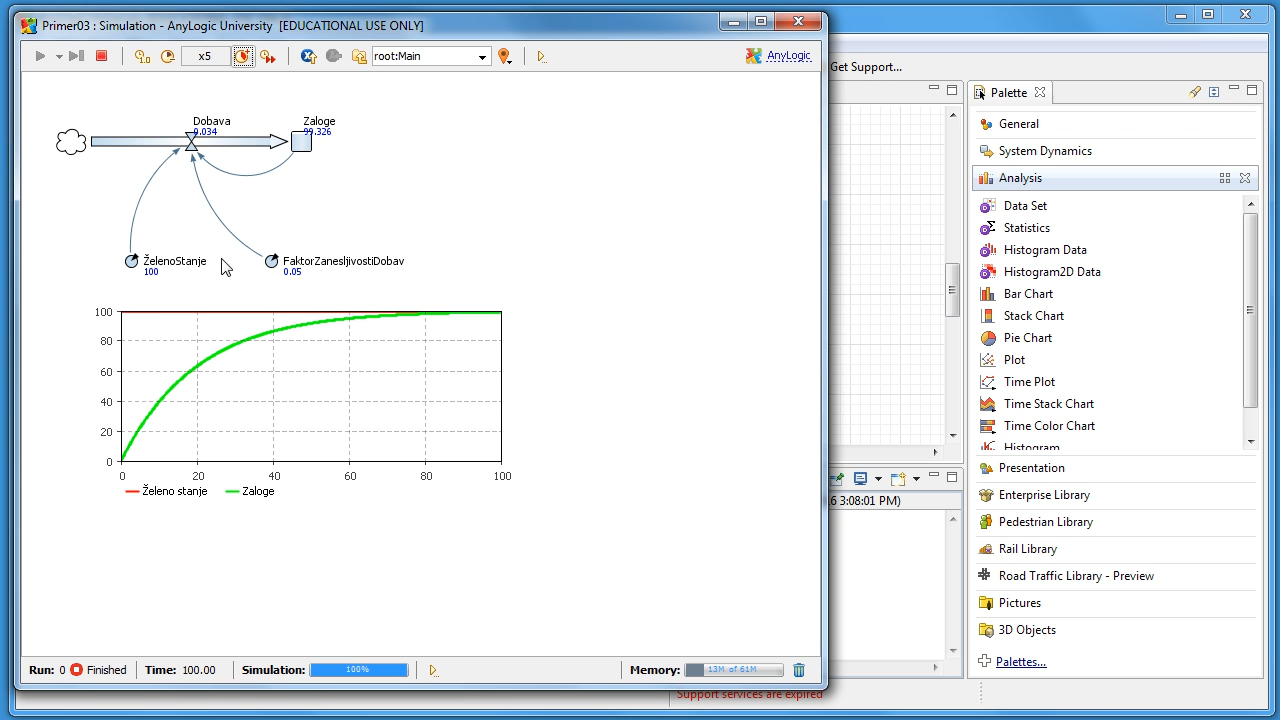 Primer03 : Simulation - AnyLogic University [EDUCATIONAL USE ONLY]
x5
root:Main
AnyLogic
Get Support...
Dobava
0.034
Zaloge
99.326
ŽelenoStanje
100
FaktorZanesljivostiDobav
0.05
100
80
60
40
20
0
0 20 40 60 80 100
Želeno stanje Zaloge
Run: 0 Finished Time: 100.00 Simulation: 100% Memory: 13M of 61M
Palette
General
System Dynamics
Analysis
Data Set
Statistics
Histogram Data
Histogram2D Data
Bar Chart
Stack Chart
Pie Chart
Plot
Time Plot
Time Stack Chart
Time Color Chart
Histogram
Presentation
Enterprise Library
Pedestrian Library
Rail Library
Road Traffic Library - Preview
Pictures
3D Objects
Palettes...
6 3:08:01 PM)
Support services are expired